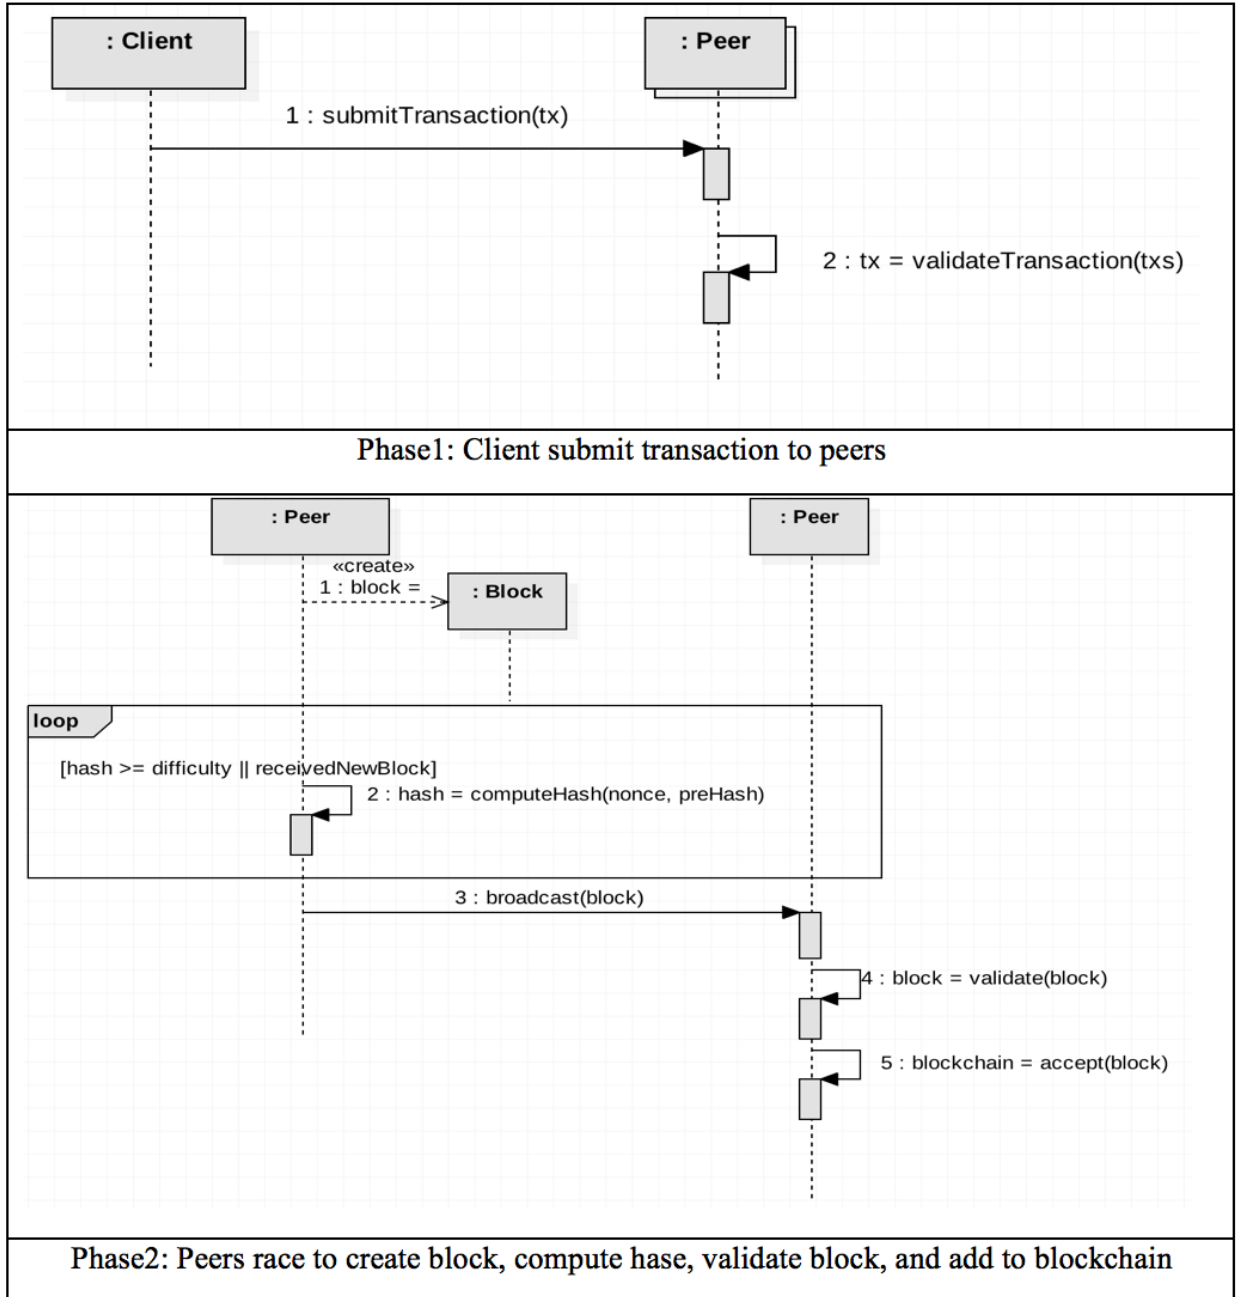 : Client
: Peer
1 : submitTransaction(tx)
2 : tx = validateTransaction(txs)
Phase1: Client submit transaction to peers
: Peer
: Peer
«create»
1 : block =
: Block
loop
[hash >= difficulty || receivedNewBlock]
2 : hash = computeHash(nonce, preHash)
3 : broadcast(block)
4 : block = validate(block)
5 : blockchain = accept(block)
Phase2: Peers race to create block, compute hase, validate block, and add to blockchain